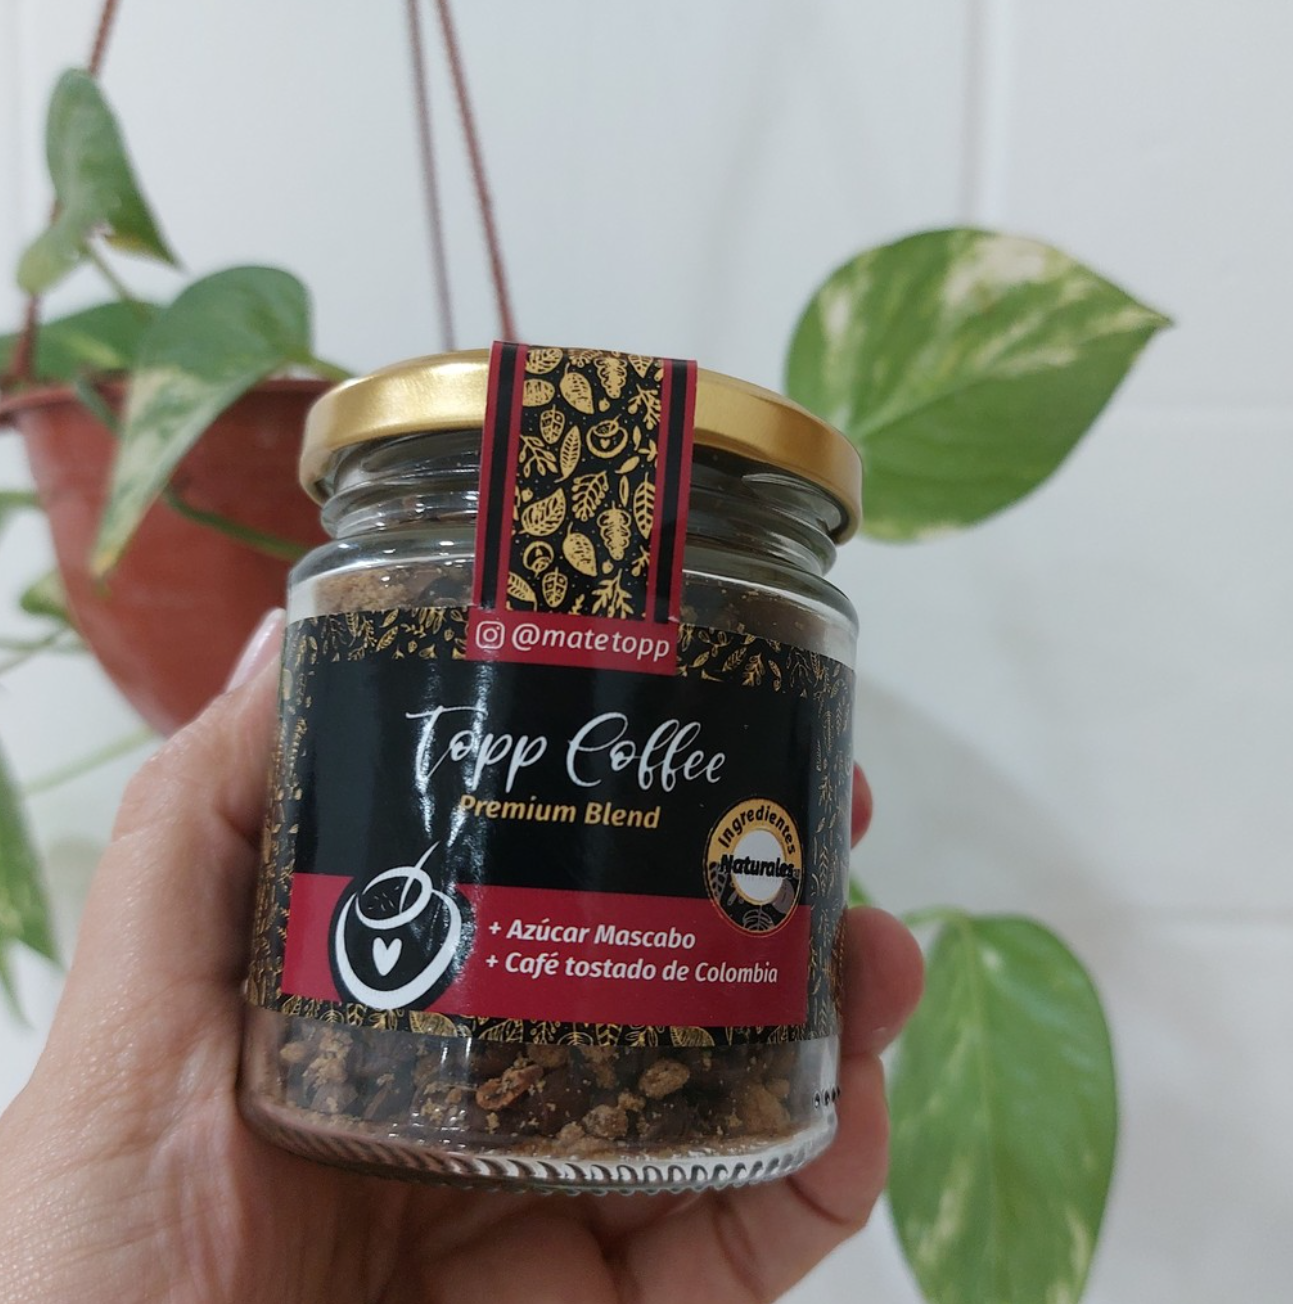 @matetopp
Topp Coffee
Premium Blend
Ingredientes
Naturales
+ Azúcar Mascabo
+ Café tostado de Colombia